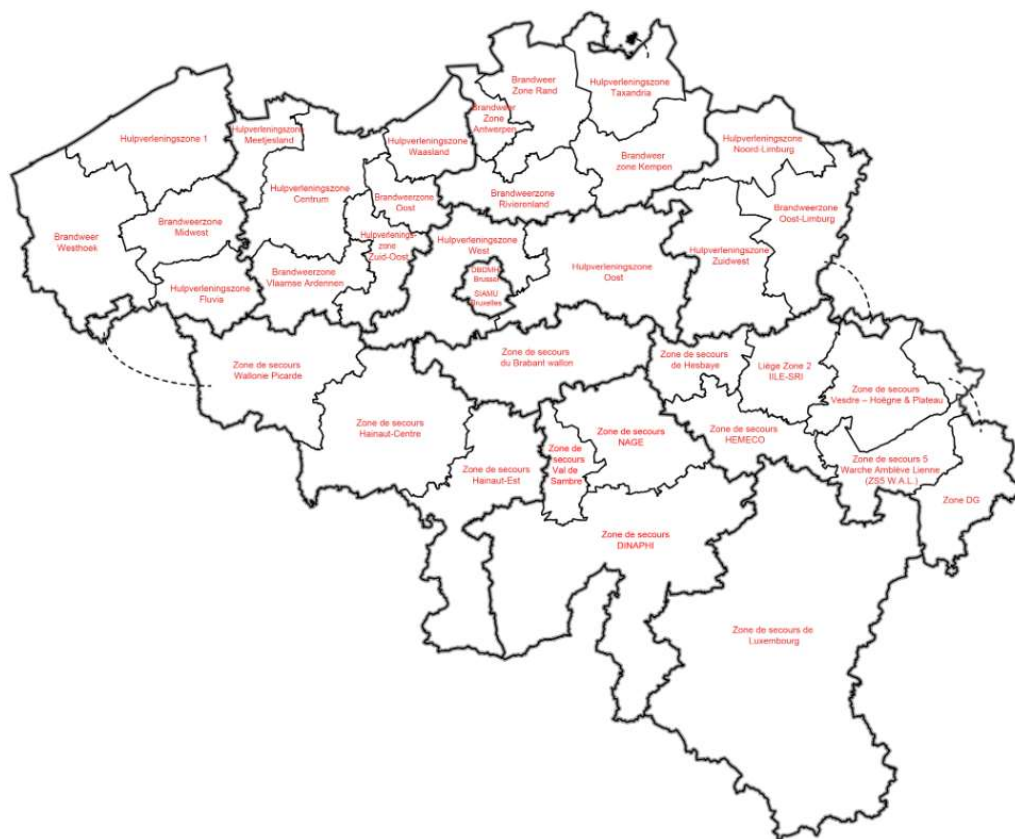 Brandweer
Zone Rand
Hulpverleningszone
Taxandria
Brandweer
Zone
Antwerpen
Hulpverleningszone 1
Hulpverleningszone
Meetjesland
Hulpverleningszone
Waasland
Hulpverleningszone
Noord-Limburg
Brandweer
zone Kempen
Hulpverleningszone
Centrum
Brandweerzone
Oost
Brandweerzone
Rivierenland
Brandweerzone
Oost-Limburg
Brandweerzone
Midwest
Brandweer
Westhoek
Hulpverlenings-
zone
Zuid-Oost
Hulpverleningszone
West
Hulpverleningszone
Oost
Hulpverleningszone
Zuidwest
Brandweerzone
Vlaamse Ardennen
Hulpverleningszone
Fluvia
DBDMH
Brussel
SIAMU
Bruxelles
Zone de secours
Wallonie Picarde
Zone de secours
du Brabant wallon
Zone de secours
de Hesbaye
Liège Zone 2
IILE-SRI
Zone de secours
Vesdre – Hoëgne & Plateau
Zone de secours
Hainaut-Centre
Zone de secours
NAGE
Zone de secours
HEMECO
Zone de
secours
Val de
Sambre
Zone de secours
Hainaut-Est
Zone de secours 5
Warche Amblève Lienne
(ZS5 W.A.L.)
Zone DG
Zone de secours
DINAPHI
Zone de secours de
Luxembourg